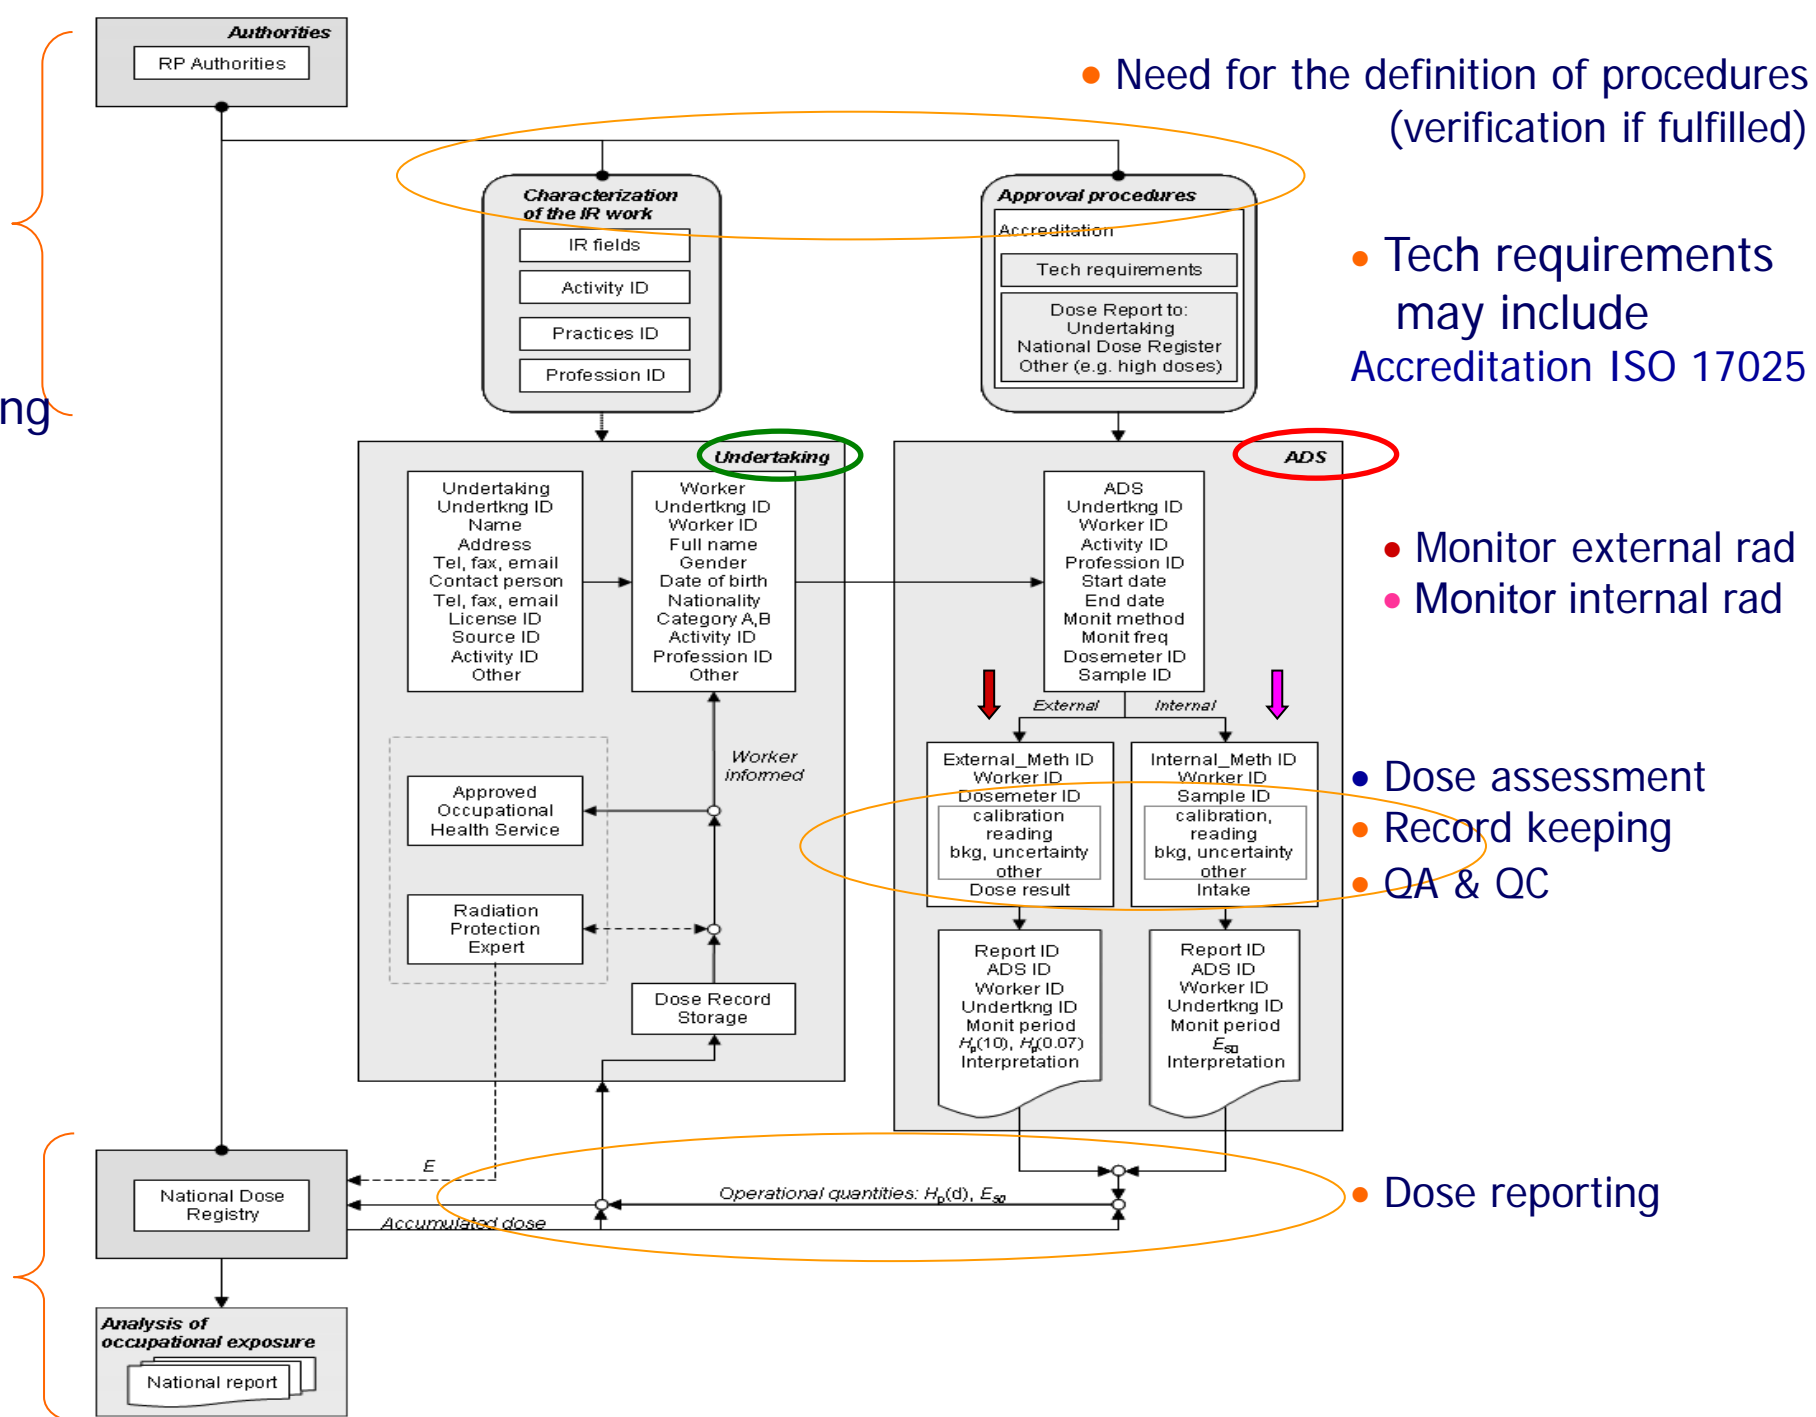 Authorities
RP Authorities
• Need for the definition of procedures
(verification if fulfilled)
Characterization
of the IR work
IR fields
Activity ID
Practices ID
Profession ID
Approval procedures
Accreditation
Tech requirements
Dose Report to:
Undertaking
National Dose Register
Other (e.g. high doses)
• Tech requirements
may include
Accreditation ISO 17025
ng
Undertaking
Undertaking
Undertkng ID
Name
Address
Tel, fax, email
Contact person
Tel, fax, email
License ID
Source ID
Activity ID
Other
Worker
Undertkng ID
Worker ID
Full name
Gender
Date of birth
Nationality
Category A,B
Activity ID
Profession ID
Other
Worker
informed
Approved
Occupational
Health Service
Radiation
Protection
Expert
Dose Record
Storage
ADS
ADS
Undertkng ID
Worker ID
Activity ID
Profession ID
Start date
End date
Monit method
Monit freq
Dosemeter ID
Sample ID
External
Internal
• Monitor external rad
• Monitor internal rad
External_Meth ID
Worker ID
Dosemeter ID
calibration
reading
bkg, uncertainty
other
Dose result
Internal_Meth ID
Worker ID
Sample ID
calibration,
reading
bkg, uncertainty
other
Intake
• Dose assessment
• Record keeping
• QA & QC
Report ID
ADS ID
Worker ID
Undertkng ID
Monit period
Hp(10), Hp(0.07)
Interpretation
Report ID
ADS ID
Worker ID
Undertkng ID
Monit period
E50
Interpretation
E
National Dose
Registry
Operational quantities: Hp(d), E50
Accumulated dose
• Dose reporting
Analysis of
occupational exposure
National report